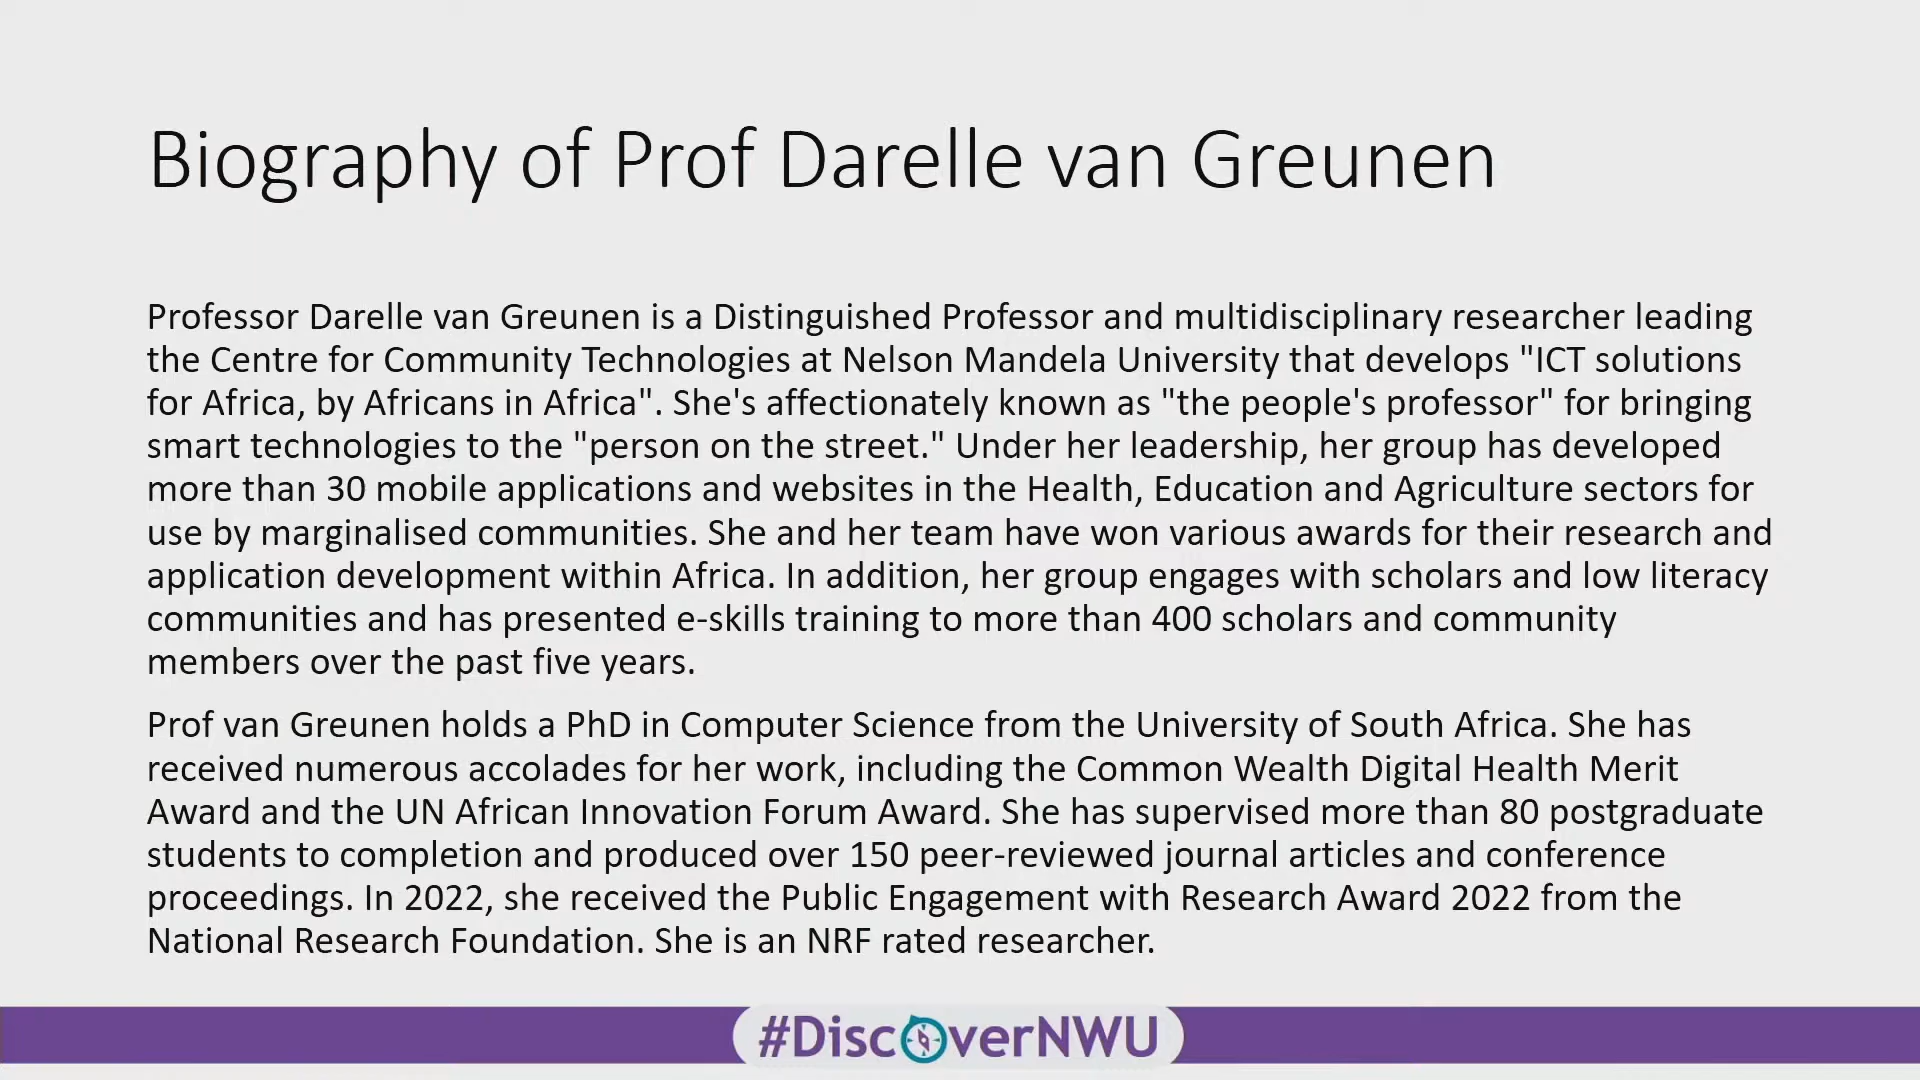 Biography of Prof Darelle van Greunen
Professor Darelle van Greunen is a Distinguished Professor and multidisciplinary researcher leading
the Centre for Community Technologies at Nelson Mandela University that develops "ICT solutions
for Africa, by Africans in Africa". She's affectionately known as "the people's professor" for bringing
smart technologies to the "person on the street." Under her leadership, her group has developed
more than 30 mobile applications and websites in the Health, Education and Agriculture sectors for
use by marginalised communities. She and her team have won various awards for their research and
application development within Africa. In addition, her group engages with scholars and low literacy
communities and has presented e-skills training to more than 400 scholars and community
members over the past five years.
Prof van Greunen holds a PhD in Computer Science from the University of South Africa. She has
received numerous accolades for her work, including the Common Wealth Digital Health Merit
Award and the UN African Innovation Forum Award. She has supervised more than 80 postgraduate
students to completion and produced over 150 peer-reviewed journal articles and conference
proceedings. In 2022, she received the Public Engagement with Research Award 2022 from the
National Research Foundation. She is an NRF rated researcher.
#DiscOverNWU